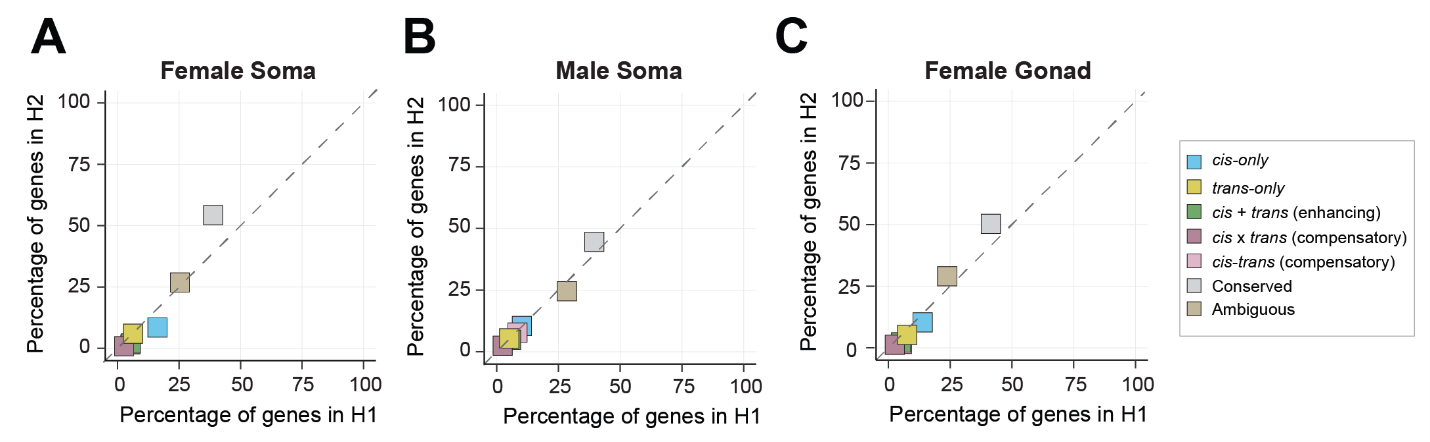 A
Female Soma
Percentage of genes in H2
100
75
50
25
0
0 25 50 75 100
Percentage of genes in H1
B
Male Soma
Percentage of genes in H2
100
75
50
25
0
0 25 50 75 100
Percentage of genes in H1
C
Female Gonad
Percentage of genes in H2
100
75
50
25
0
0 25 50 75 100
Percentage of genes in H1
cis-only
trans-only
cis + trans (enhancing)
cis x trans (compensatory)
cis-trans (compensatory)
Conserved
Ambiguous